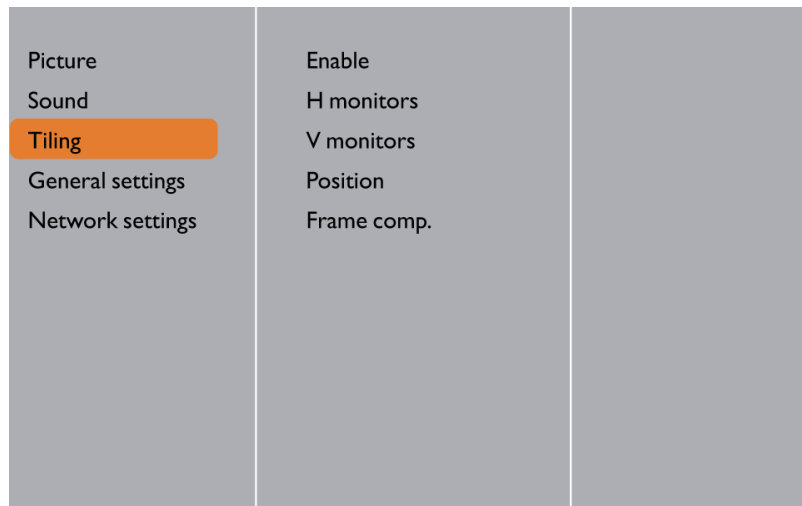 Picture
Sound
Tiling
General settings
Network settings
Enable
H monitors
V monitors
Position
Frame comp.